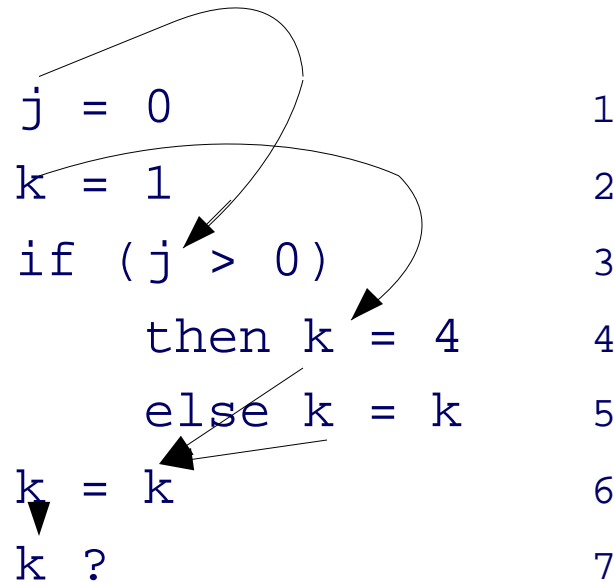 j = 0 1
k = 1 2
if (j > 0) 3
then k = 4 4
else k = k 5
k = k 6
k ? 7